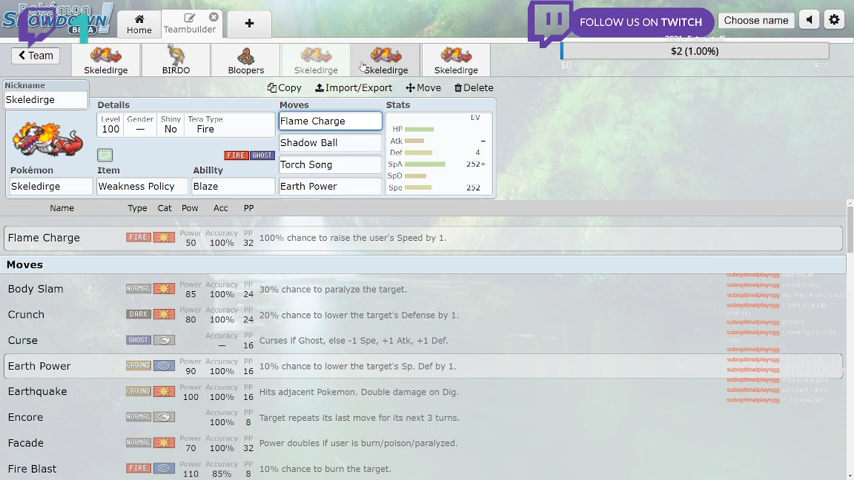 Pokémon
SHOWDOWN
BETA
Home
Teambuilder
FOLLOW US ON TWITCH
Choose name
$2 (1.00%)
Team
Skeledirge
BIRDO
Bloopers
Skeledirge
Skeledirge
Skeledirge
Copy
Import/Export
Move
Delete
Nickname
Skeledirge
Details
Level Gender Shiny Tera Type
100 — No Fire
FIRE GHOST
Pokémon
Skeledirge
Item
Weakness Policy
Ability
Blaze
Moves
Flame Charge
Shadow Ball
Torch Song
Earth Power
Stats
EV
HP
Atk –
Def 4
SpA 252+
SpD
Spe 252
Name Type Cat Pow Acc PP
Flame Charge FIRE Power 50 Accuracy 100% PP 32 100% chance to raise the user's Speed by 1.
Moves
Body Slam NORMAL Power 85 Accuracy 100% PP 24 30% chance to paralyze the target.
Crunch DARK Power 80 Accuracy 100% PP 24 20% chance to lower the target's Defense by 1.
Curse GHOST Accuracy — PP 16 Curses if Ghost, else -1 Spe, +1 Atk, +1 Def.
Earth Power GROUND Power 90 Accuracy 100% PP 16 10% chance to lower the target's Sp. Def by 1.
Earthquake GROUND Power 100 Accuracy 100% PP 16 Hits adjacent Pokemon. Double damage on Dig.
Encore NORMAL Accuracy 100% PP 8 Target repeats its last move for its next 3 turns.
Facade NORMAL Power 70 Accuracy 100% PP 32 Power doubles if user is burn/poison/paralyzed.
Fire Blast FIRE Power 110 Accuracy 85% PP 8 10% chance to burn the target.